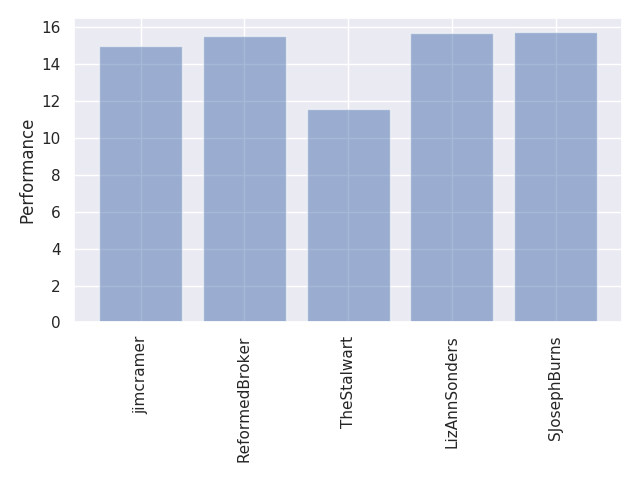 16
14
12
10
8
6
4
2
0
Performance
jimcramer
ReformedBroker
TheStalwart
LizAnnSonders
SJosephBurns